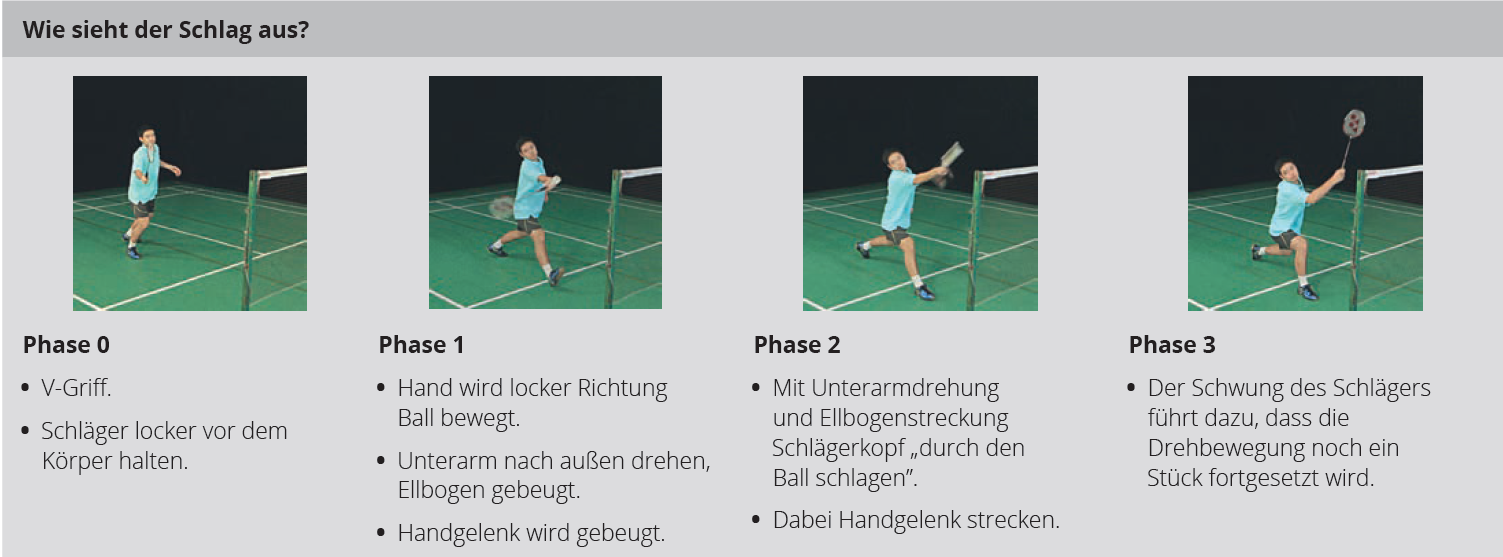 Wie sieht der Schlag aus?
Phase 0
• V-Griff.
• Schläger locker vor dem
Körper halten.
Phase 1
• Hand wird locker Richtung
Ball bewegt.
• Unterarm nach außen drehen,
Ellbogen gebeugt.
• Handgelenk wird gebeugt.
Phase 2
• Mit Unterarmdrehung
und Ellbogenstreckung
Schlägerkopf „durch den
Ball schlagen”.
• Dabei Handgelenk strecken.
Phase 3
• Der Schwung des Schlägers
führt dazu, dass die
Drehbewegung noch ein
Stück fortgesetzt wird.